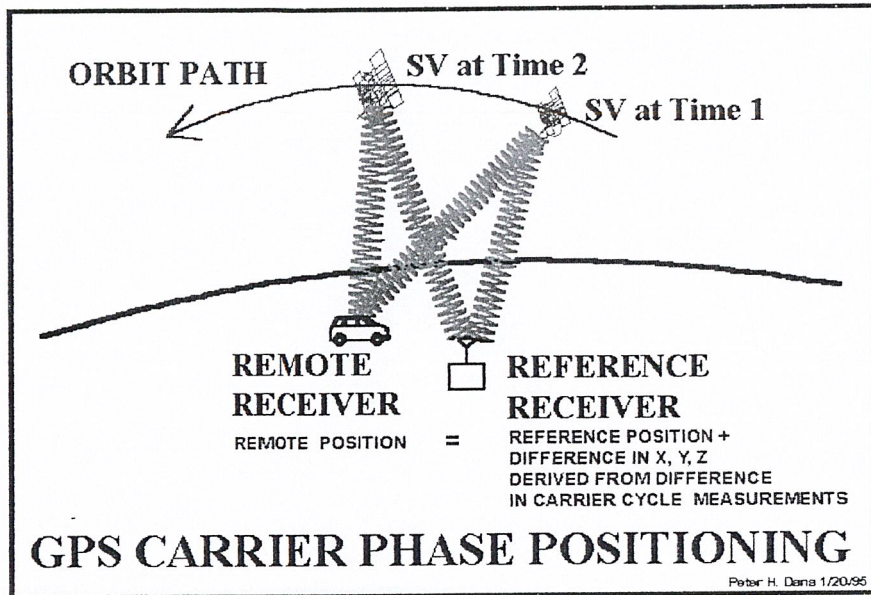 ORBIT PATH
SV at Time 2
SV at Time 1
REMOTE
RECEIVER
REFERENCE
RECEIVER
REMOTE POSITION = REFERENCE POSITION +
DIFFERENCE IN X, Y, Z
DERIVED FROM DIFFERENCE
IN CARRIER CYCLE MEASUREMENTS
GPS CARRIER PHASE POSITIONING
Peter H. Dana 1/20/95